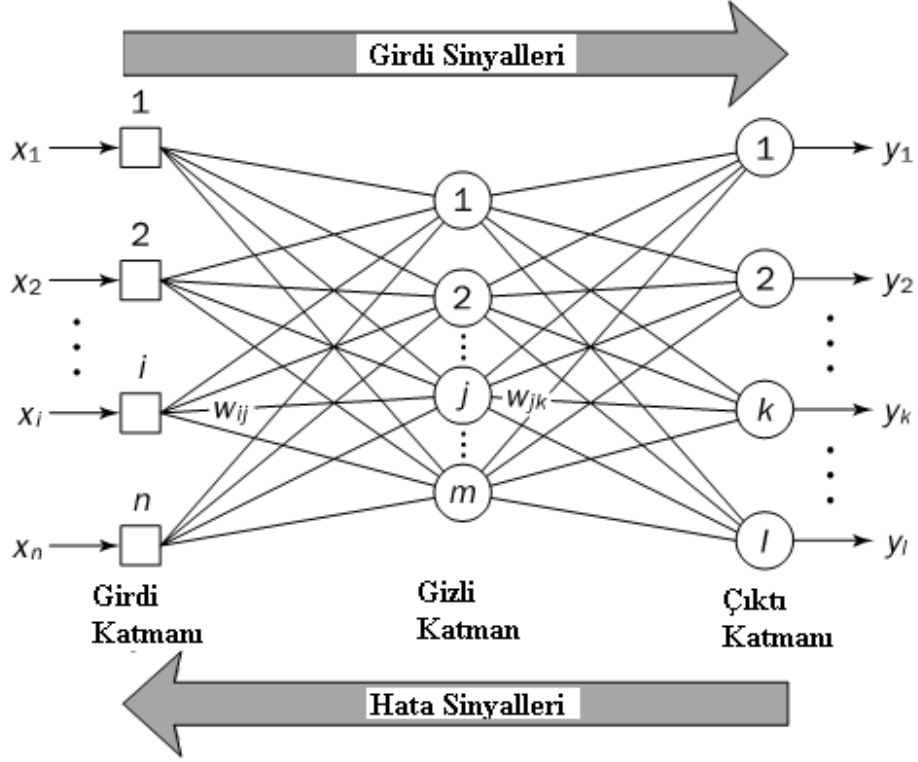 Girdi Sinyalleri
1
x1
1
y1
1
2
x2
2
2
y2
i
xi
wij
j
wjk
k
yk
m
n
xn
l
yl
Girdi
Katmanı
Gizli
Katman
Çıktı
Katmanı
Hata Sinyalleri